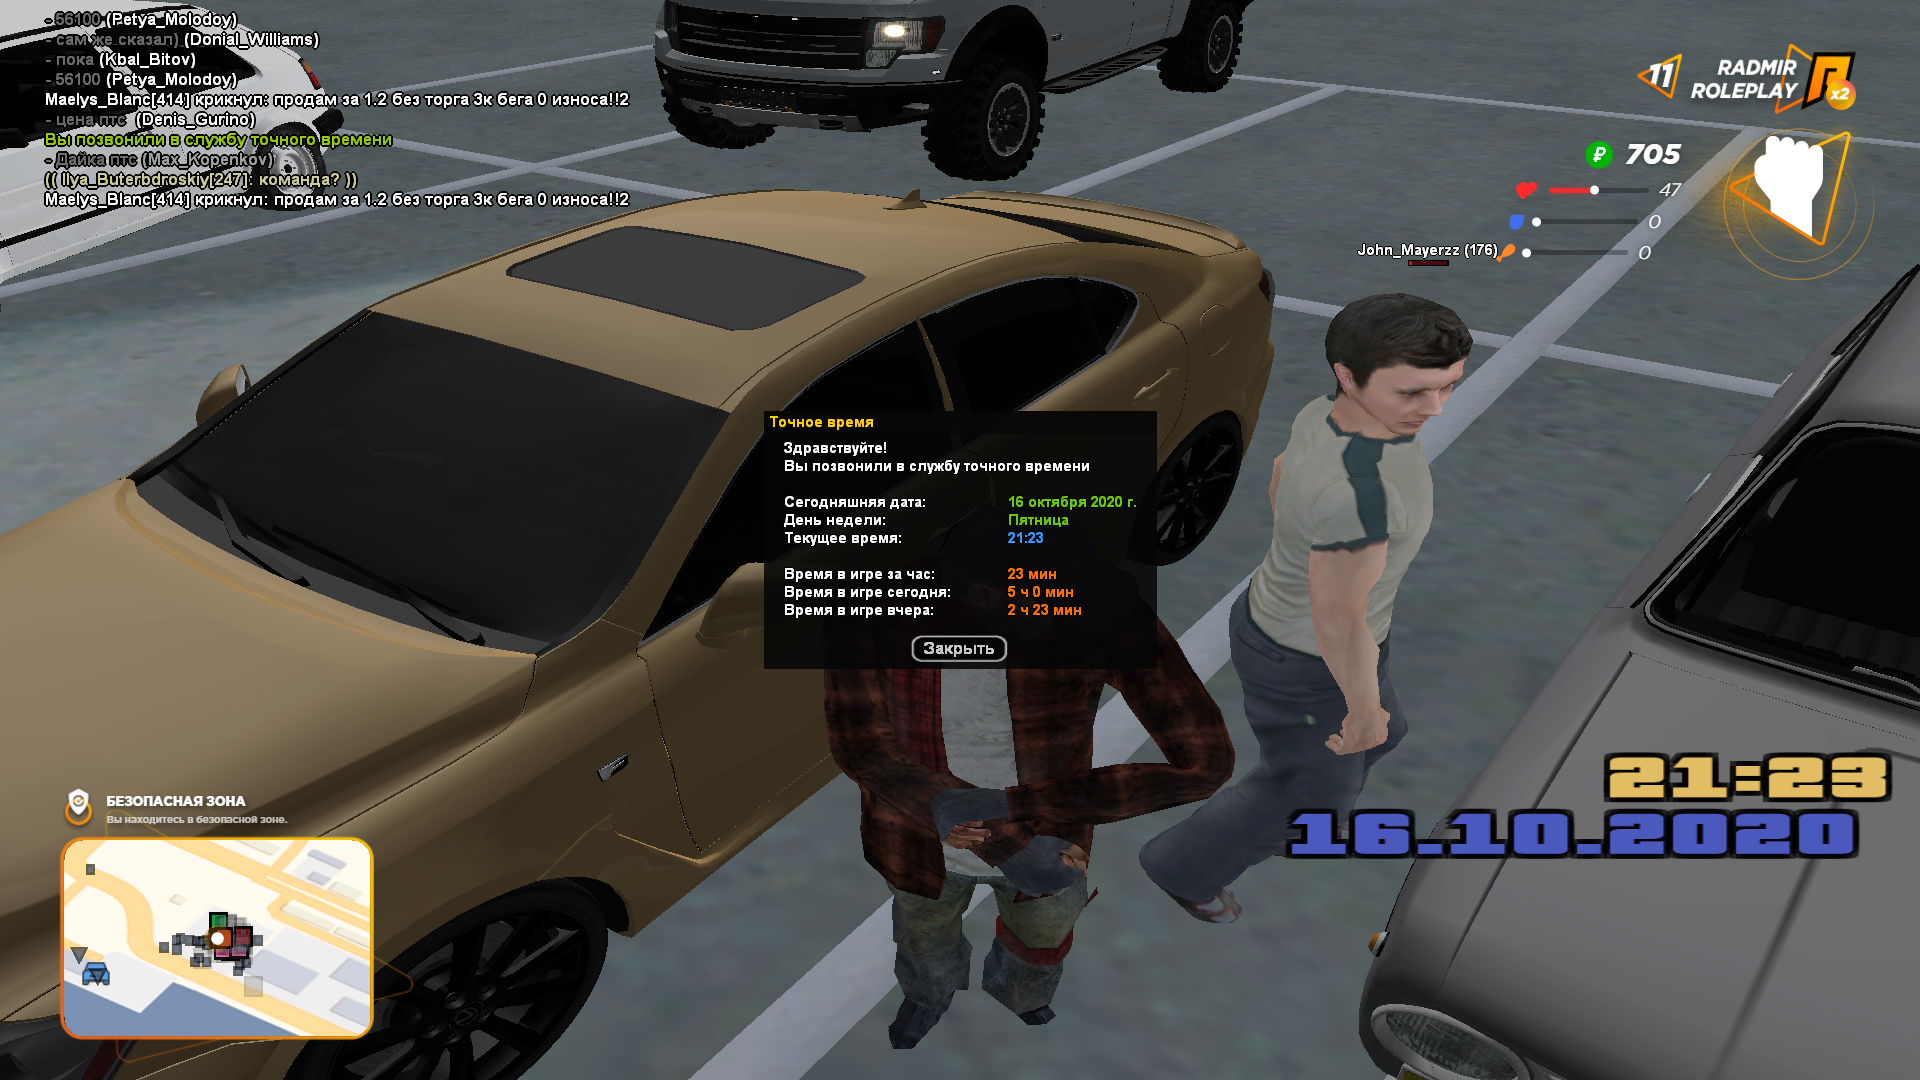 - 56100 (Petya_Molodoy)
- сам же сказал) (Donial_Williams)
- пока (Kbal_Bitov)
- 56100 (Petya_Molodoy)
Maelys_Blanc[414] крикнул: продам за 1.2 без торга 3к бега 0 износа!!2
- цена птс (Denis_Gurino)
Вы позвонили в службу точного времени
- Дайка птс (Max_Kopenkov)
(( Ilya_Buterbdroskiy[247]: команда? ))
Maelys_Blanc[414] крикнул: продам за 1.2 без торга 3к бега 0 износа!!2
11
RADMIR
ROLEPLAY
x2
₽ 705
47
0
0
John_Mayerzz (176)
Точное время
Здравствуйте!
Вы позвонили в службу точного времени
Сегодняшняя дата: 16 октября 2020 г.
День недели: Пятница
Текущее время: 21:23
Время в игре за час: 23 мин
Время в игре сегодня: 5 ч 0 мин
Время в игре вчера: 2 ч 23 мин
Закрыть
21:23
16.10.2020
БЕЗОПАСНАЯ ЗОНА
Вы находитесь в безопасной зоне.